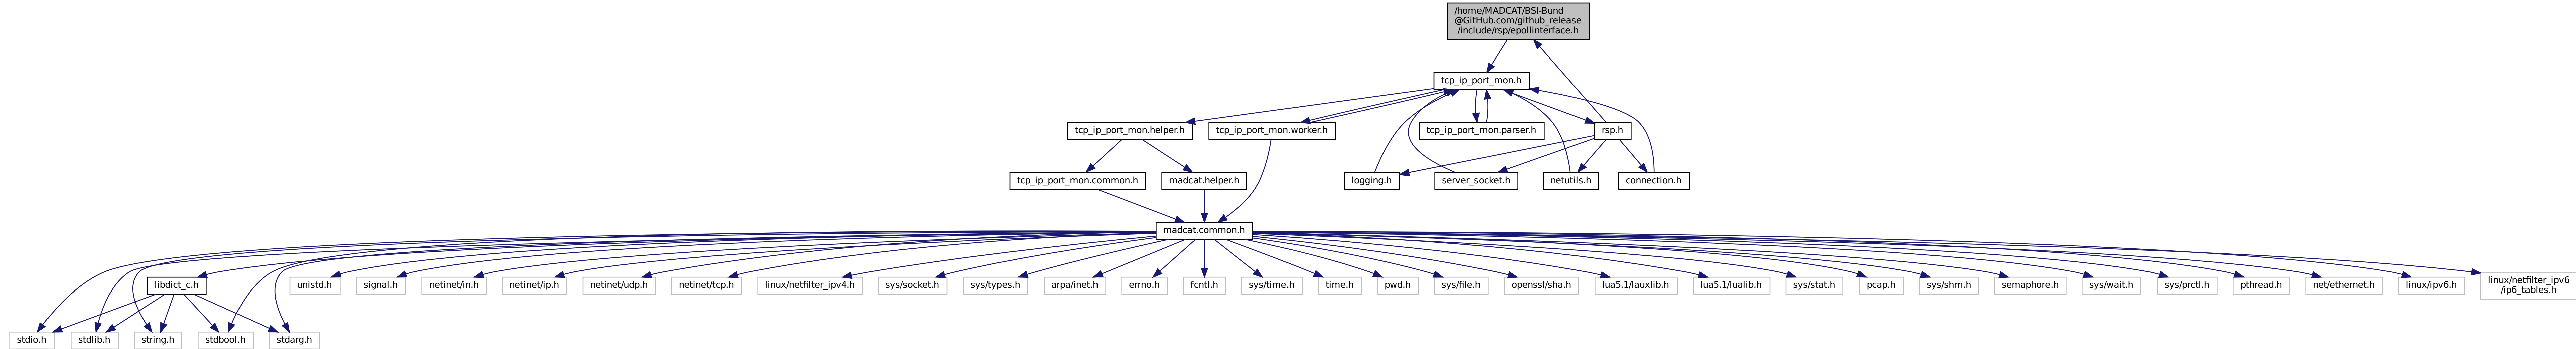 /home/MADCAT/BSI-Bund
@GitHub.com/github_release
/include/rsp/epollinterface.h
tcp_ip_port_mon.h
tcp_ip_port_mon.helper.h
tcp_ip_port_mon.worker.h
tcp_ip_port_mon.parser.h
rsp.h
tcp_ip_port_mon.common.h
madcat.helper.h
logging.h
server_socket.h
netutils.h
connection.h
madcat.common.h
libdict_c.h
unistd.h
signal.h
netinet/in.h
netinet/ip.h
netinet/udp.h
netinet/tcp.h
linux/netfilter_ipv4.h
sys/socket.h
sys/types.h
arpa/inet.h
errno.h
fcntl.h
sys/time.h
time.h
pwd.h
sys/file.h
openssl/sha.h
lua5.1/lauxlib.h
lua5.1/lualib.h
sys/stat.h
pcap.h
sys/shm.h
semaphore.h
sys/wait.h
sys/prctl.h
pthread.h
net/ethernet.h
linux/ipv6.h
linux/netfilter_ipv6
/ip6_tables.h
stdio.h
stdlib.h
string.h
stdbool.h
stdarg.h